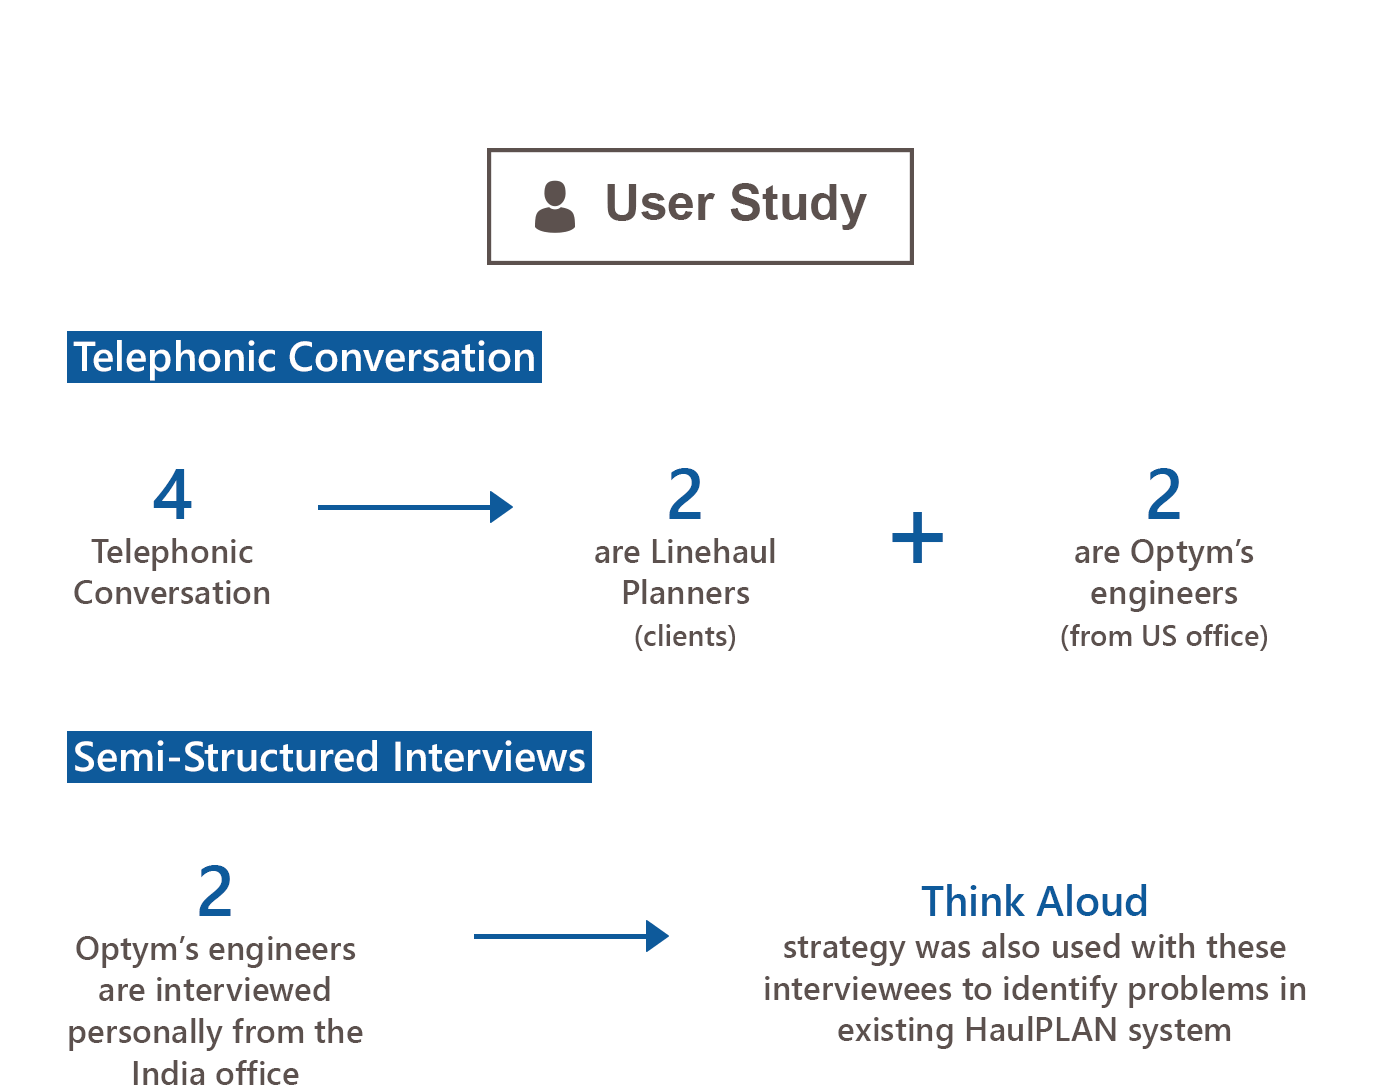 User Study
Telephonic Conversation
4
Telephonic
Conversation
2
are Linehaul
Planners
(clients)
+
2
are Optym’s
engineers
(from US office)
Semi-Structured Interviews
2
Optym’s engineers
are interviewed
personally from the
India office
Think Aloud
strategy was also used with these
interviewees to identify problems in
existing HaulPLAN system